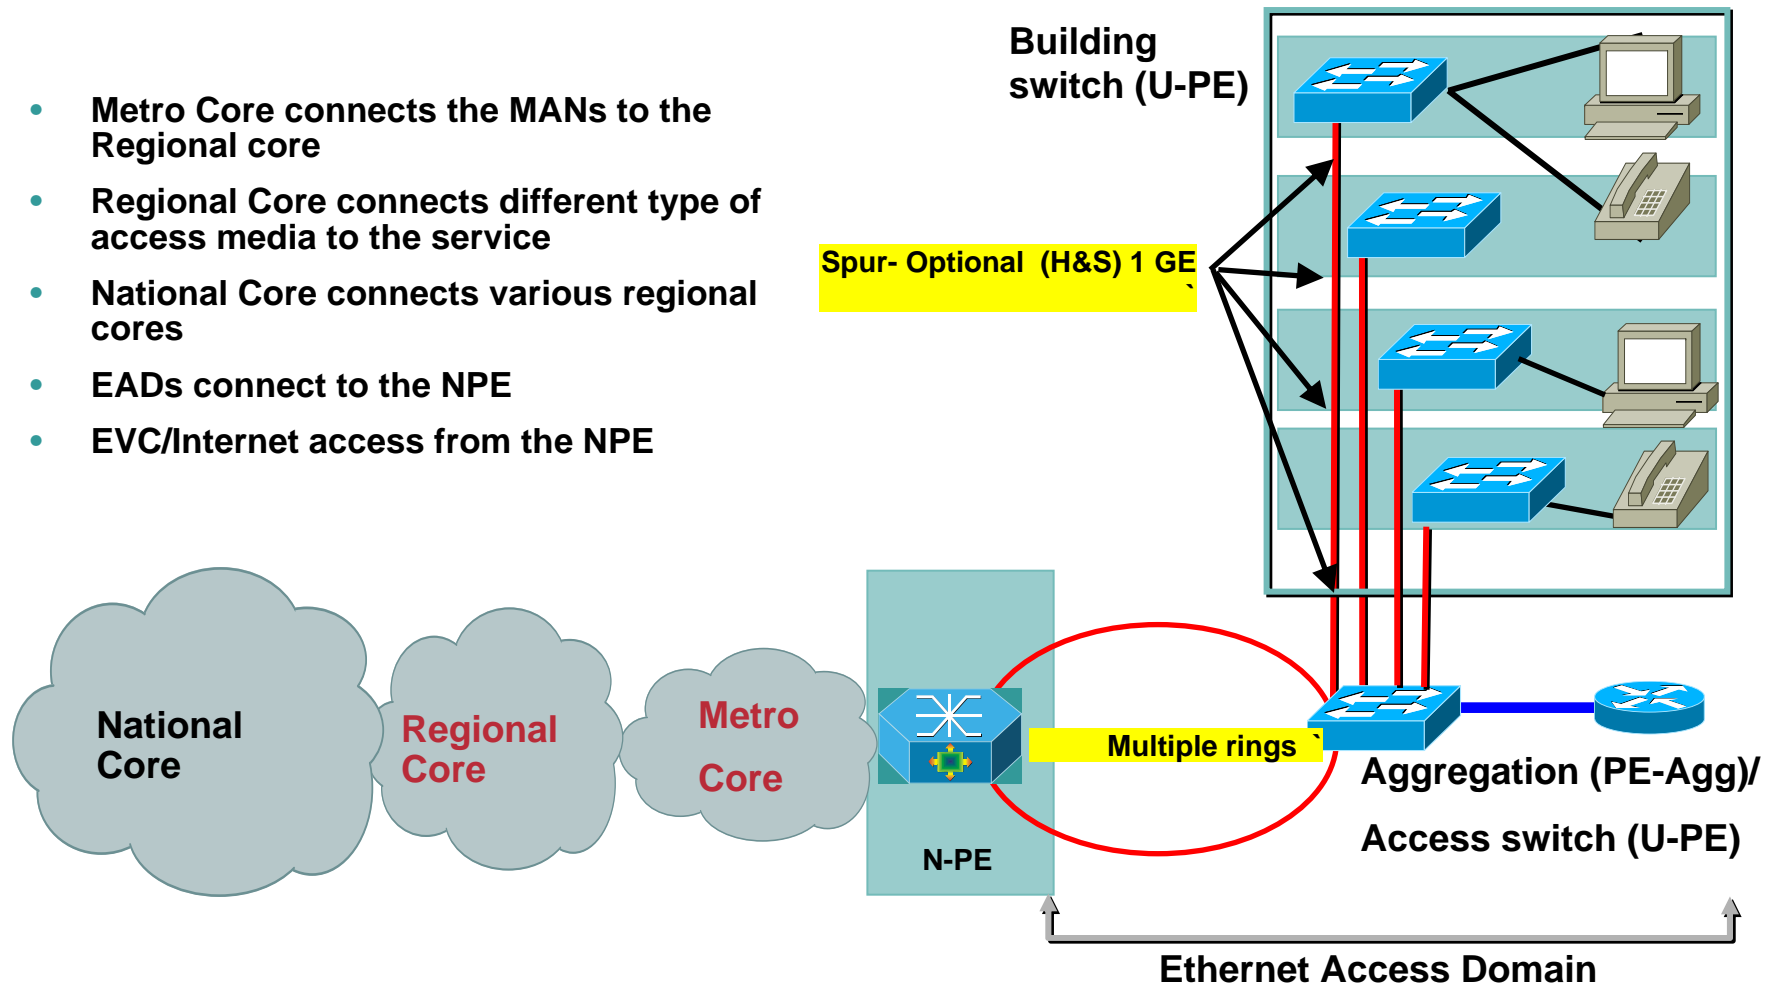 Building
switch (U-PE)
• Metro Core connects the MANs to the
Regional core
• Regional Core connects different type of
access media to the service
• National Core connects various regional
cores
• EADs connect to the NPE
• EVC/Internet access from the NPE
Spur- Optional (H&S) 1 GE
`
National
Core
Regional
Core
Metro
Core
N-PE
Multiple rings `
Aggregation (PE-Agg)/
Access switch (U-PE)
Ethernet Access Domain